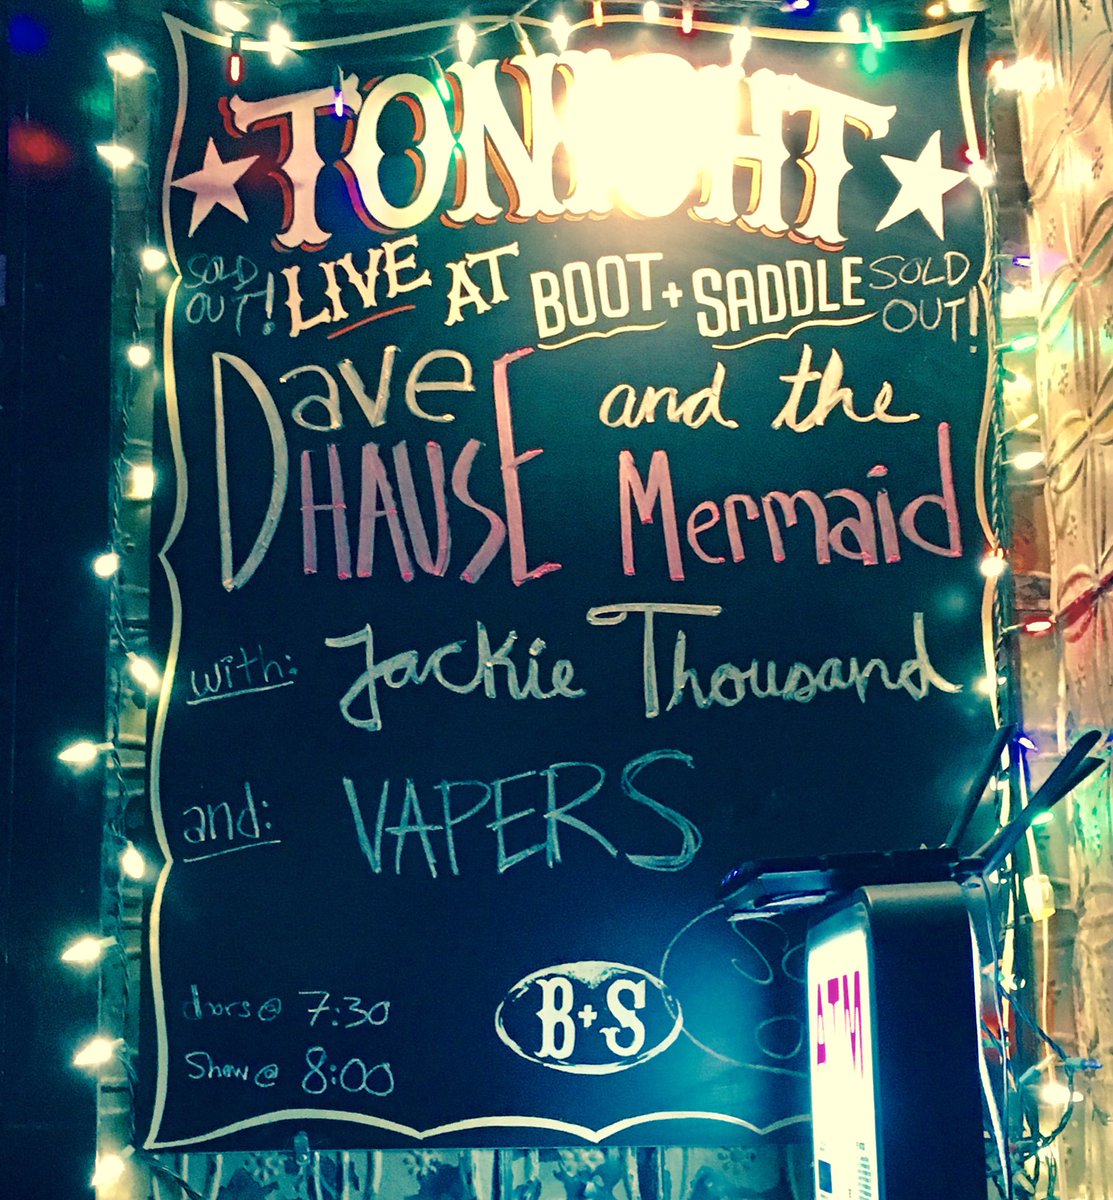 TONIGHT
SOLD OUT!
LIVE AT BOOT + SADDLE
SOLD OUT!
Dave HAUSE and the Mermaid
with: Jackie Thousand
and: VAPERS
doors@ 7:30
Show@ 8:00
B+S
ATM